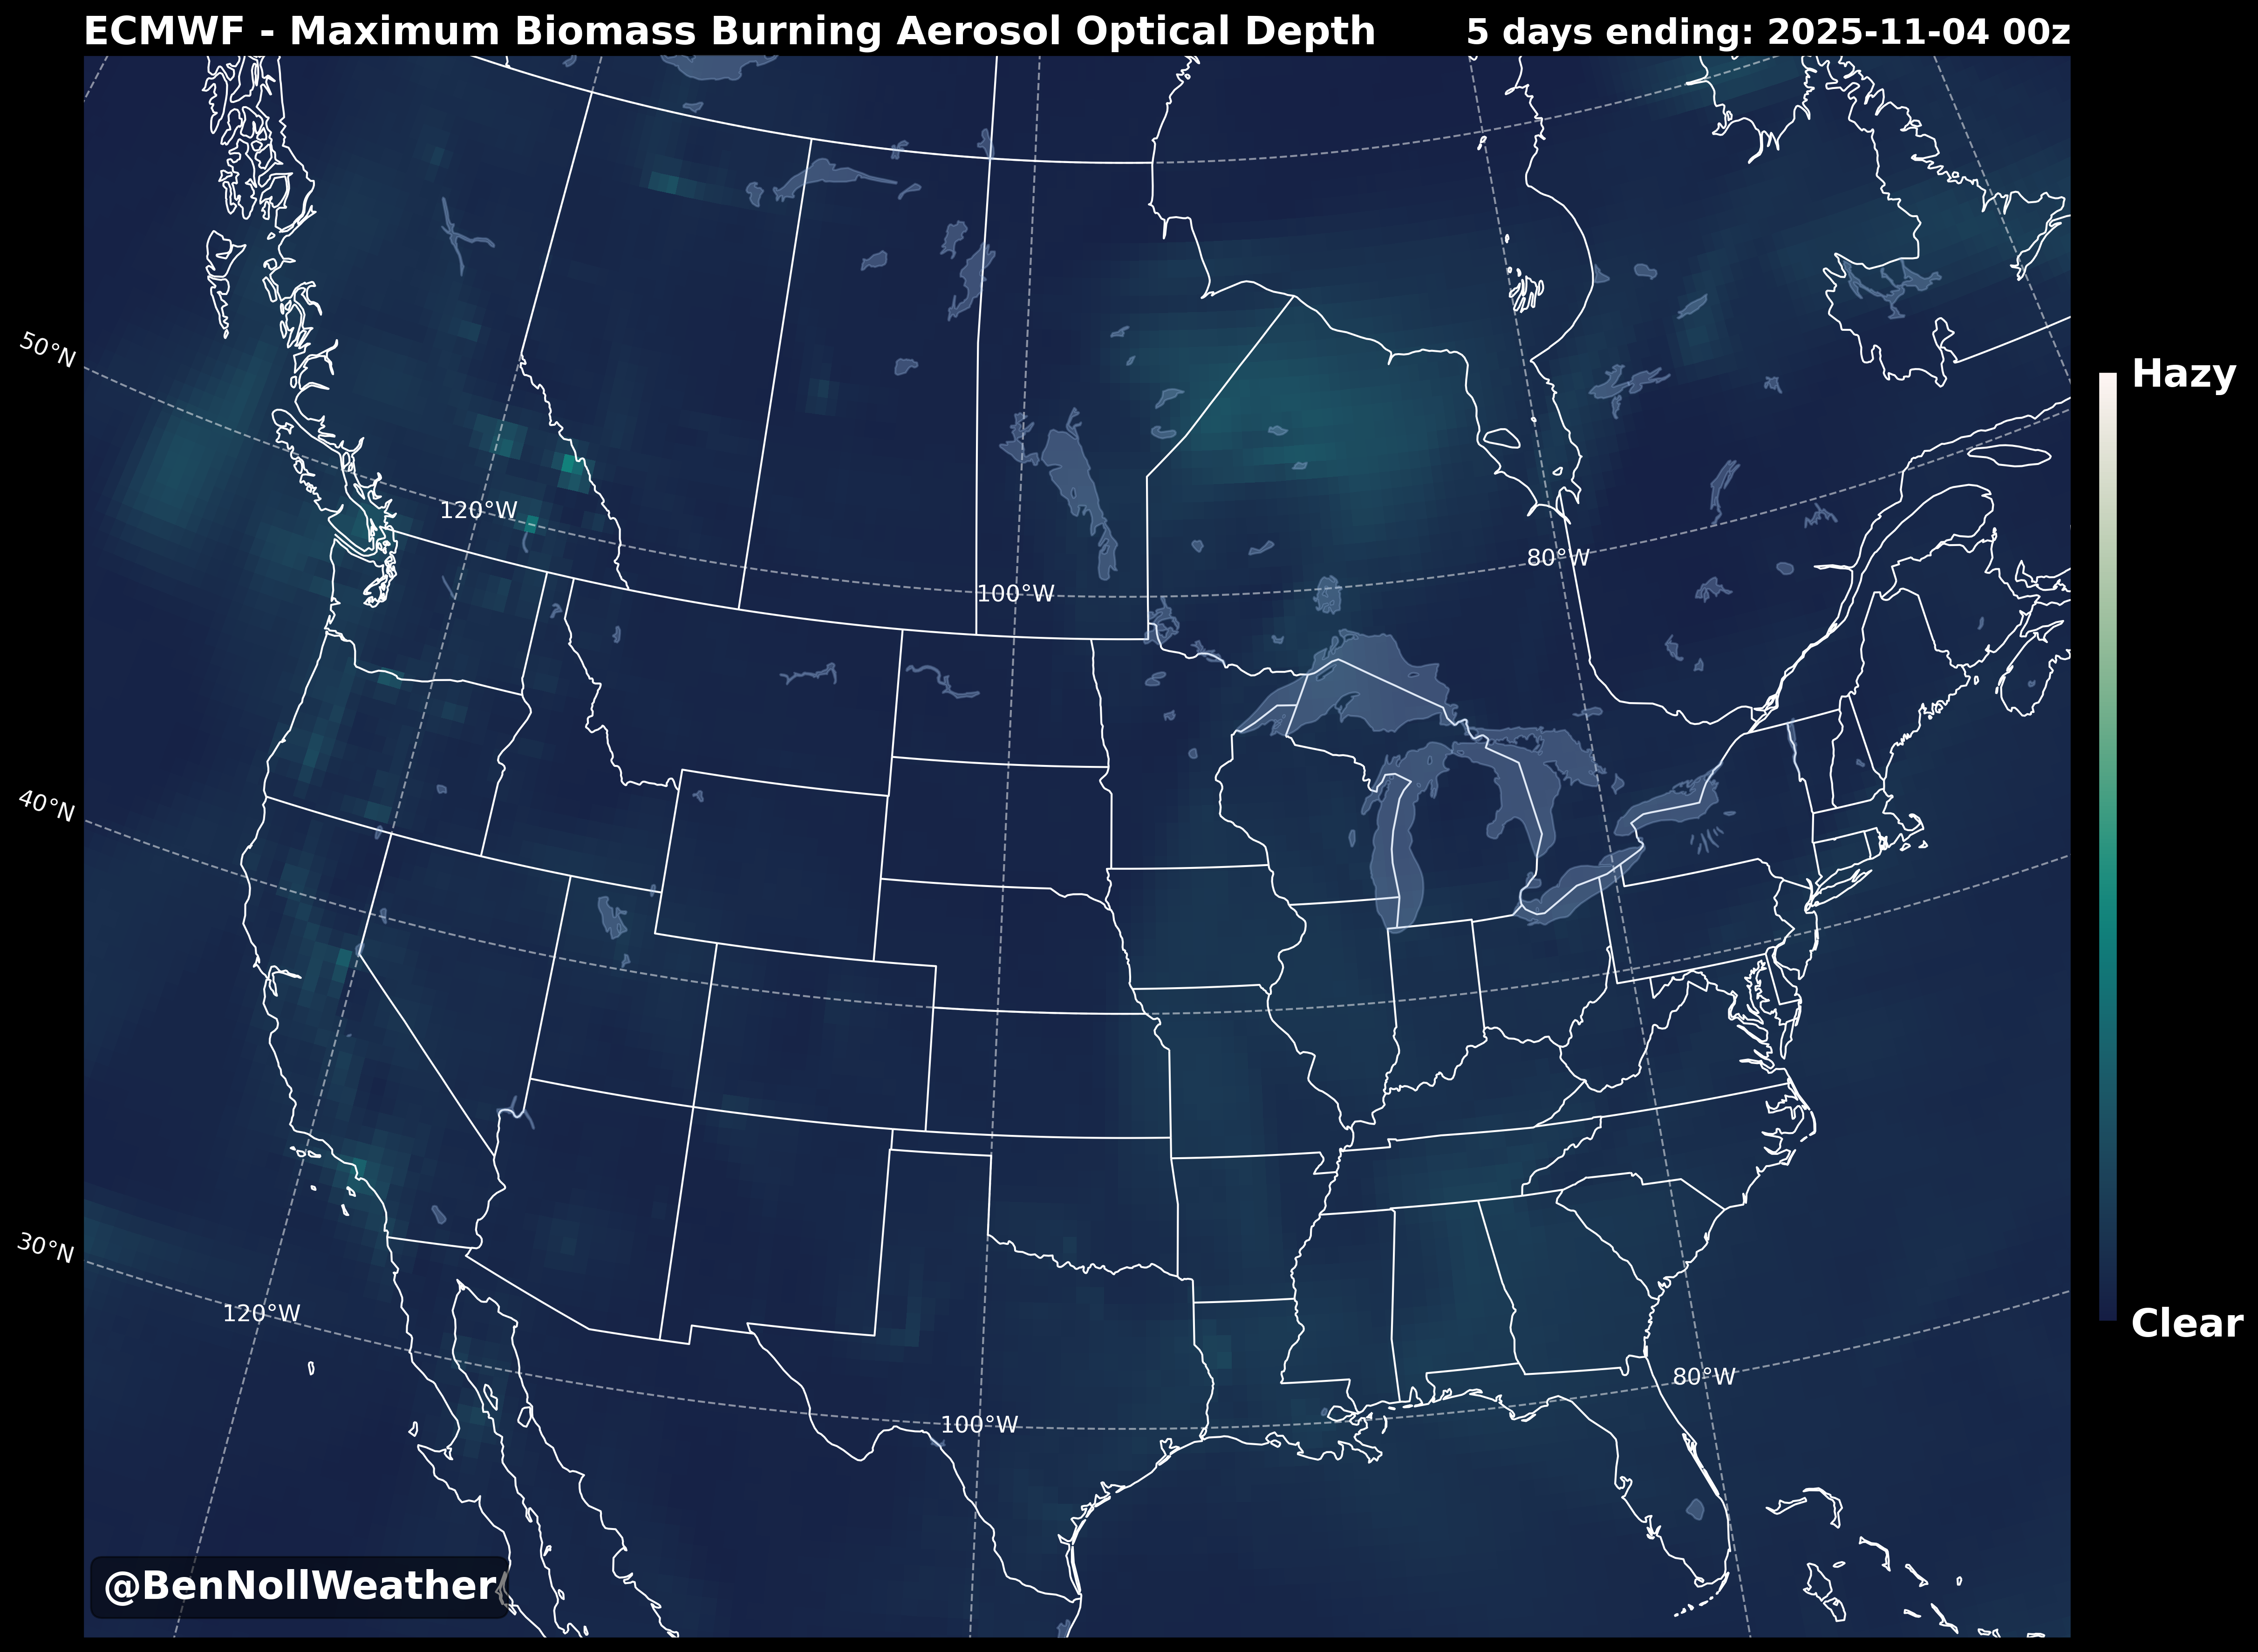 ECMWF - Maximum Biomass Burning Aerosol Optical Depth
5 days ending: 2025-11-04 00z
50°N
Hazy
120°W
80°W
100°W
40°N
30°N
120°W
Clear
80°W
100°W
@BenNollWeather